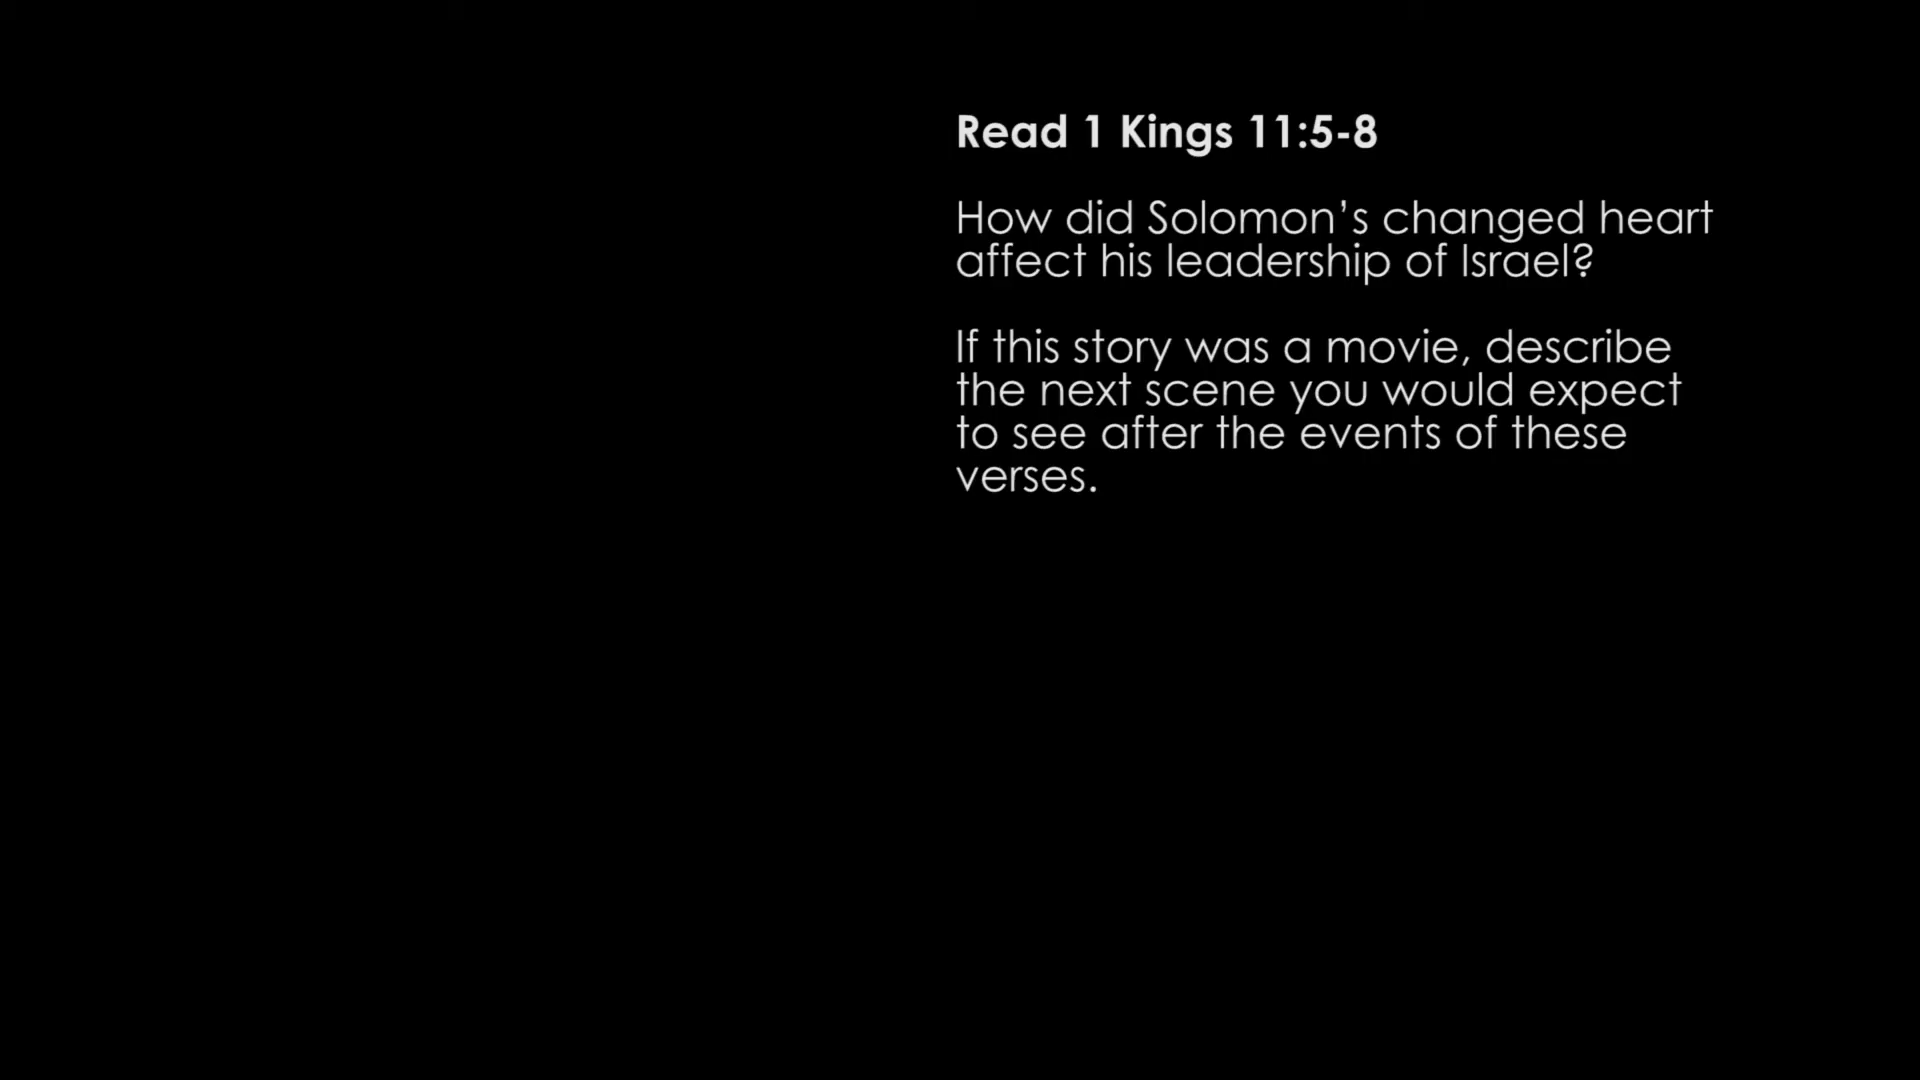 Read 1 Kings 11:5-8
How did Solomon’s changed heart
affect his leadership of Israel?
If this story was a movie, describe
the next scene you would expect
to see after the events of these
verses.